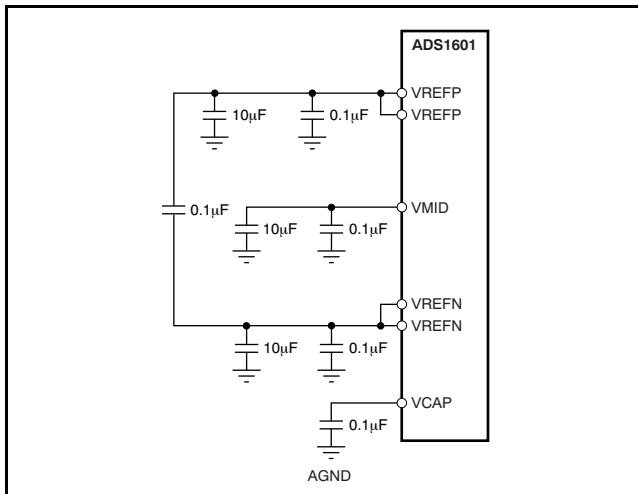 ADS1601
VREFP
10µF 0.1µF VREFP
0.1µF VMID
10µF 0.1µF
VREFN
VREFN
10µF 0.1µF
VCAP
0.1µF
AGND